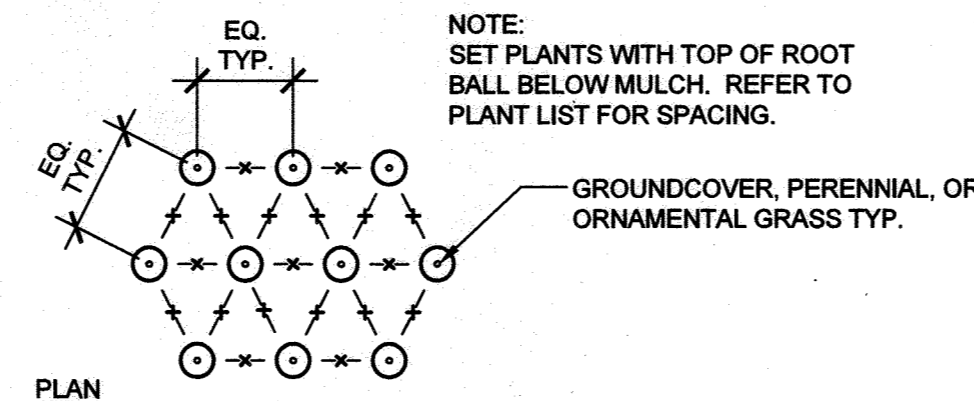 EQ.
TYP.
NOTE:
SET PLANTS WITH TOP OF ROOT
BALL BELOW MULCH. REFER TO
PLANT LIST FOR SPACING.
EQ.
TYP.
GROUNDCOVER, PERENNIAL, OR
ORNAMENTAL GRASS TYP.
PLAN